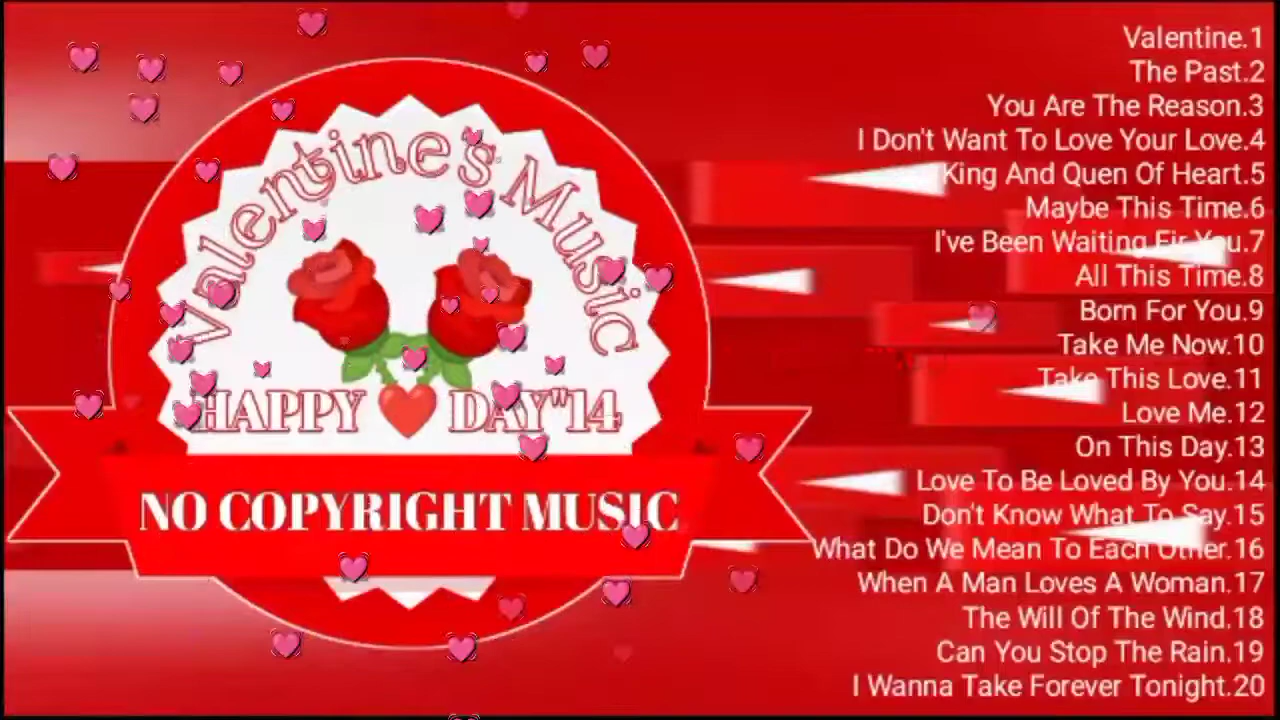 Valentine's Music
HAPPY DAY"14
NO COPYRIGHT MUSIC
Valentine.1
The Past.2
You Are The Reason.3
I Don't Want To Love Your Love.4
King And Quen Of Heart.5
Maybe This Time.6
I've Been Waiting Fir You.7
All This Time.8
Born For You.9
Take Me Now.10
Take This Love.11
Love Me.12
On This Day.13
Love To Be Loved By You.14
Don't Know What To Say.15
What Do We Mean To Each Other.16
When A Man Loves A Woman.17
The Will Of The Wind.18
Can You Stop The Rain.19
I Wanna Take Forever Tonight.20